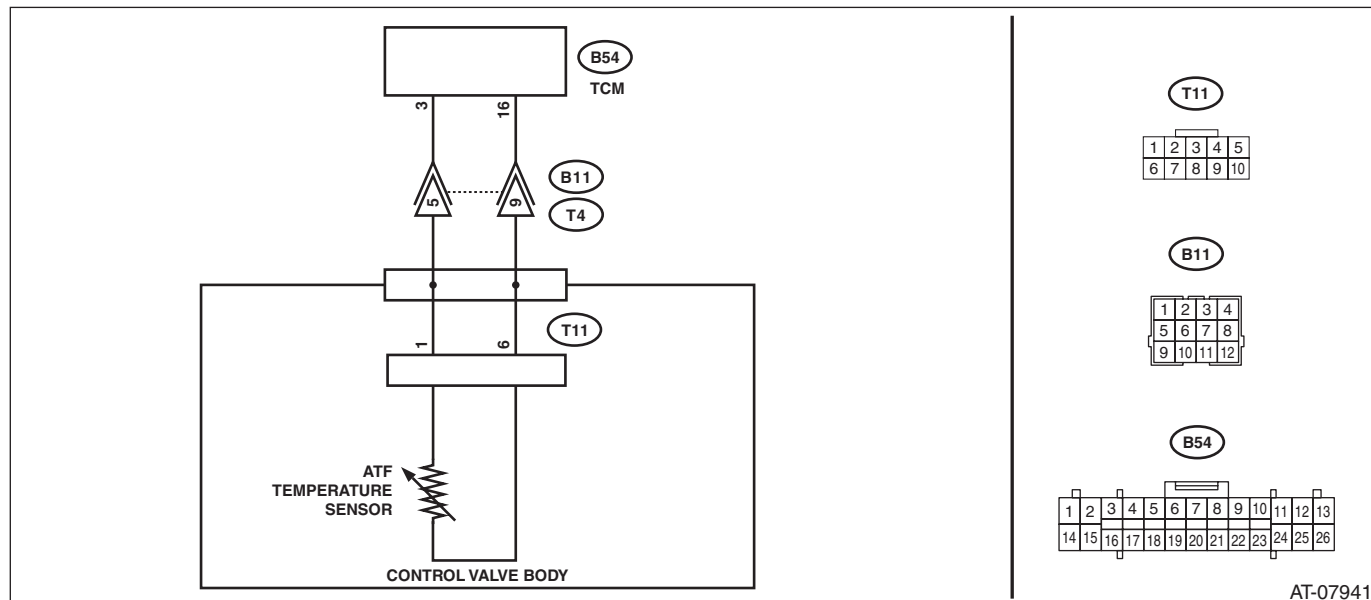 B54
TCM
3
16
5
9
B11
T4
T11
1
6
ATF
TEMPERATURE
SENSOR
CONTROL VALVE BODY
T11
1 2 3 4 5
6 7 8 9 10
B11
1 2 3 4
5 6 7 8
9 10 11 12
B54
1 2 3 4 5 6 7 8 9 10 11 12 13
14 15 16 17 18 19 20 21 22 23 24 25 26
AT-07941